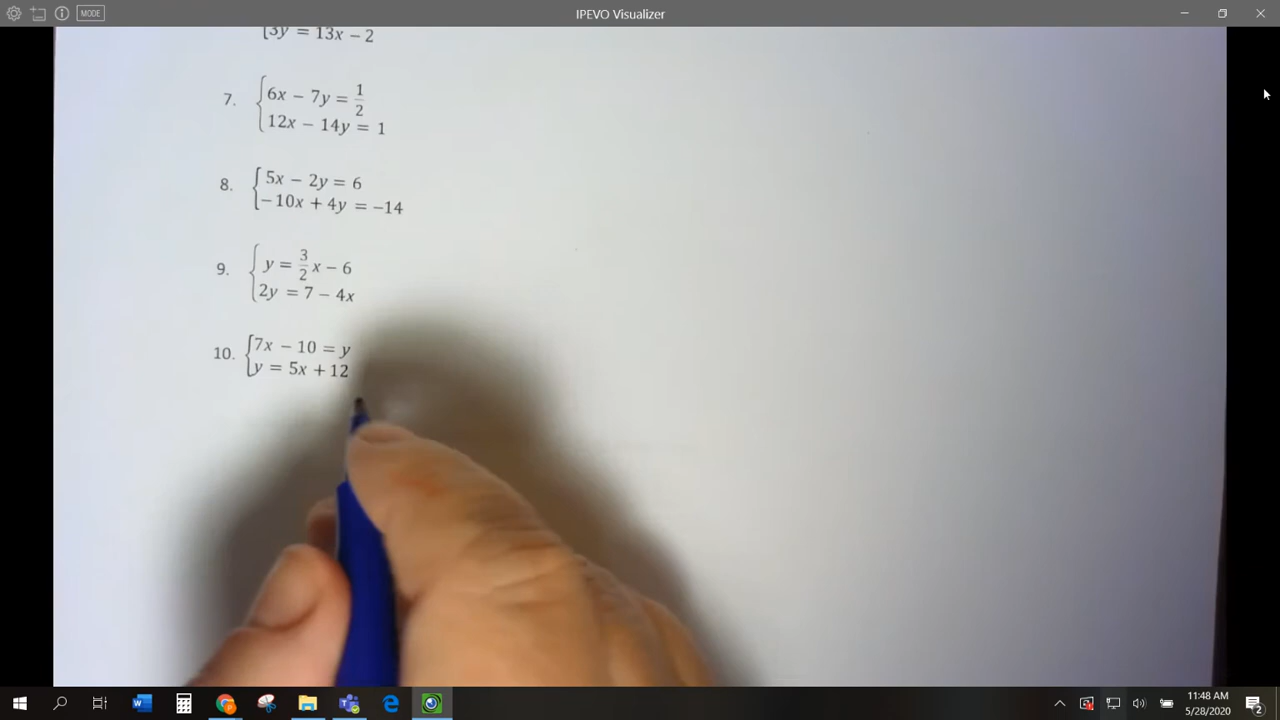 MODE
IPEVO Visualizer
3y = 13x − 2
7. 6x − 7y = 1/2
12x − 14y = 1
8. 5x − 2y = 6
−10x + 4y = −14
9. y = 3/2 x − 6
2y = 7 − 4x
10. 7x − 10 = y
y = 5x + 12
11:48 AM
5/28/2020
2